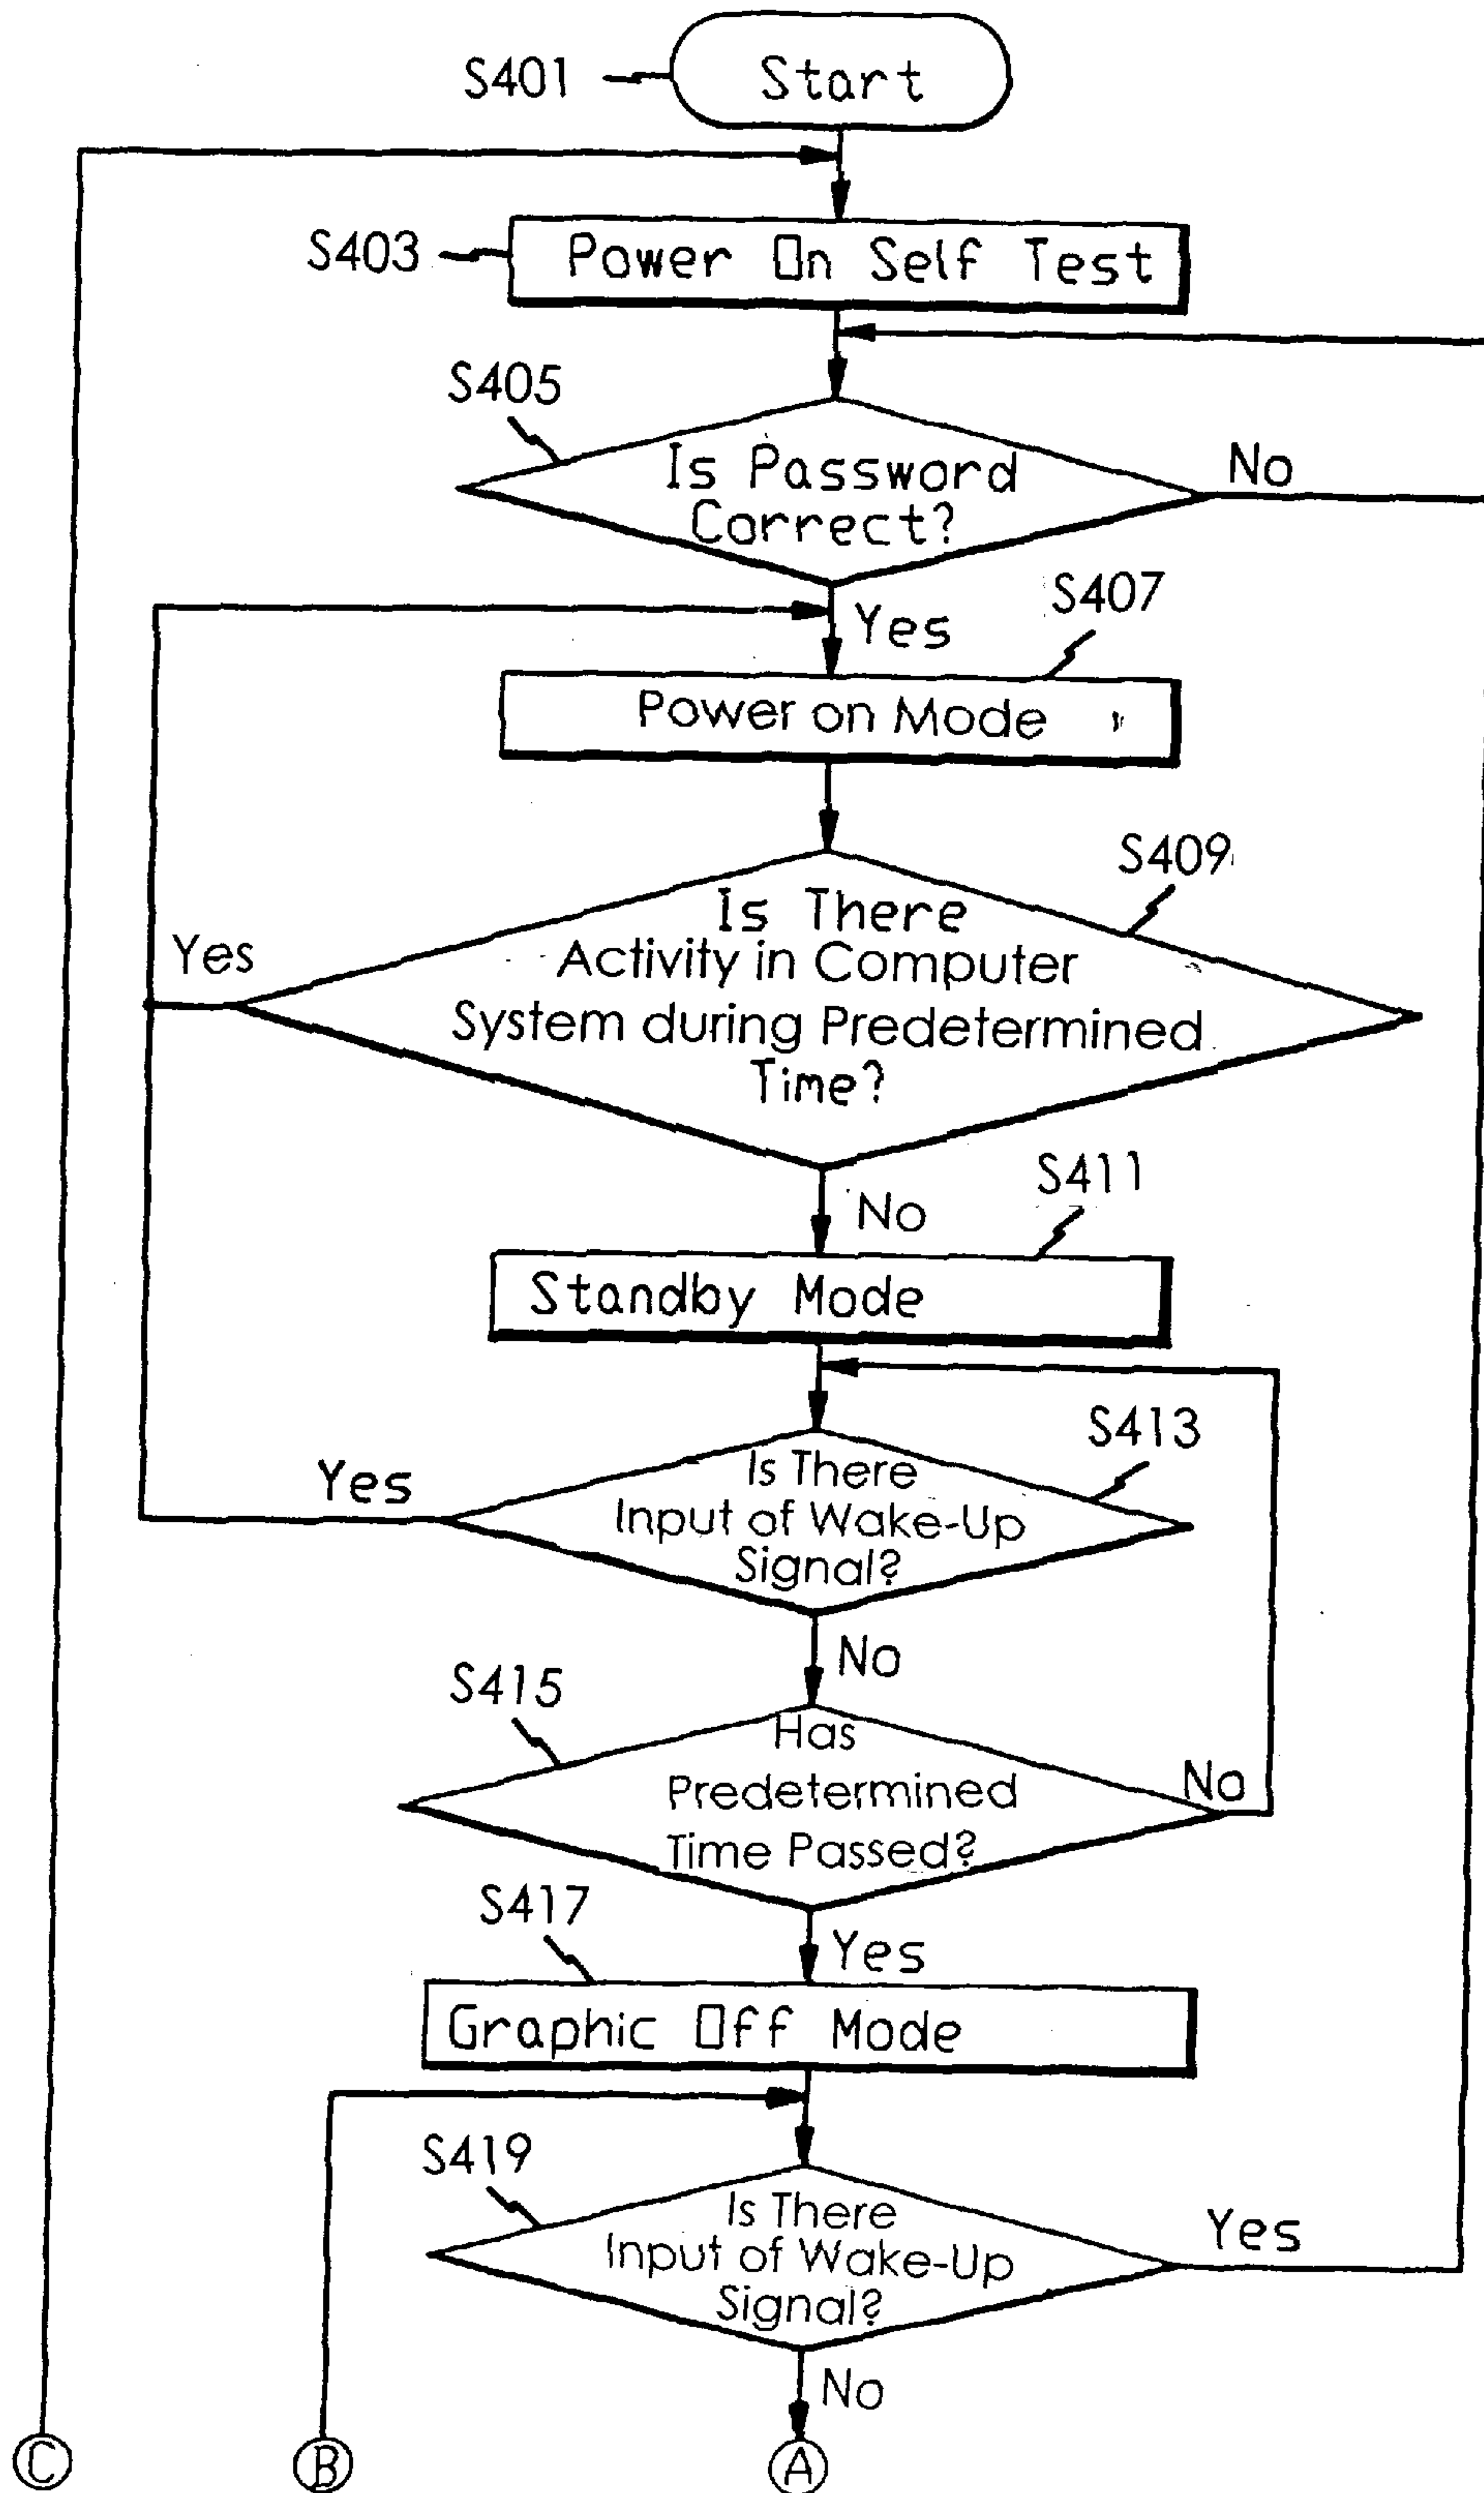 S401
Start
S403
Power On Self Test
S405
Is Password
Correct?
No
Yes
S407
Power on Mode
S409
Is There
Activity in Computer
System during Predetermined
Time?
Yes
No
S411
Standby Mode
S413
Is There
Input of Wake-Up
Signal?
Yes
No
S415
Has
Predetermined
Time Passed?
No
S417
Yes
Graphic Off Mode
S419
Is There
Input of Wake-Up
Signal?
Yes
No
C
B
A